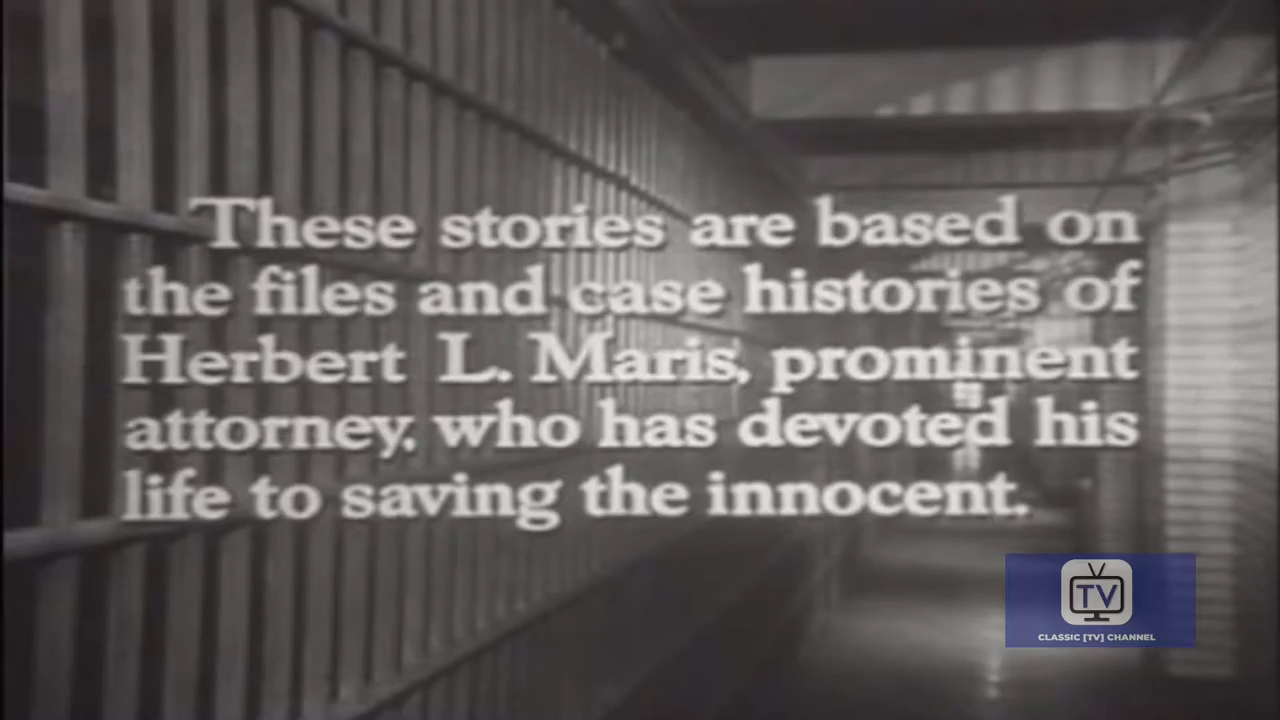 These stories are based on
the files and case histories of
Herbert L. Maris, prominent
attorney, who has devoted his
life to saving the innocent.
TV
CLASSIC [TV] CHANNEL